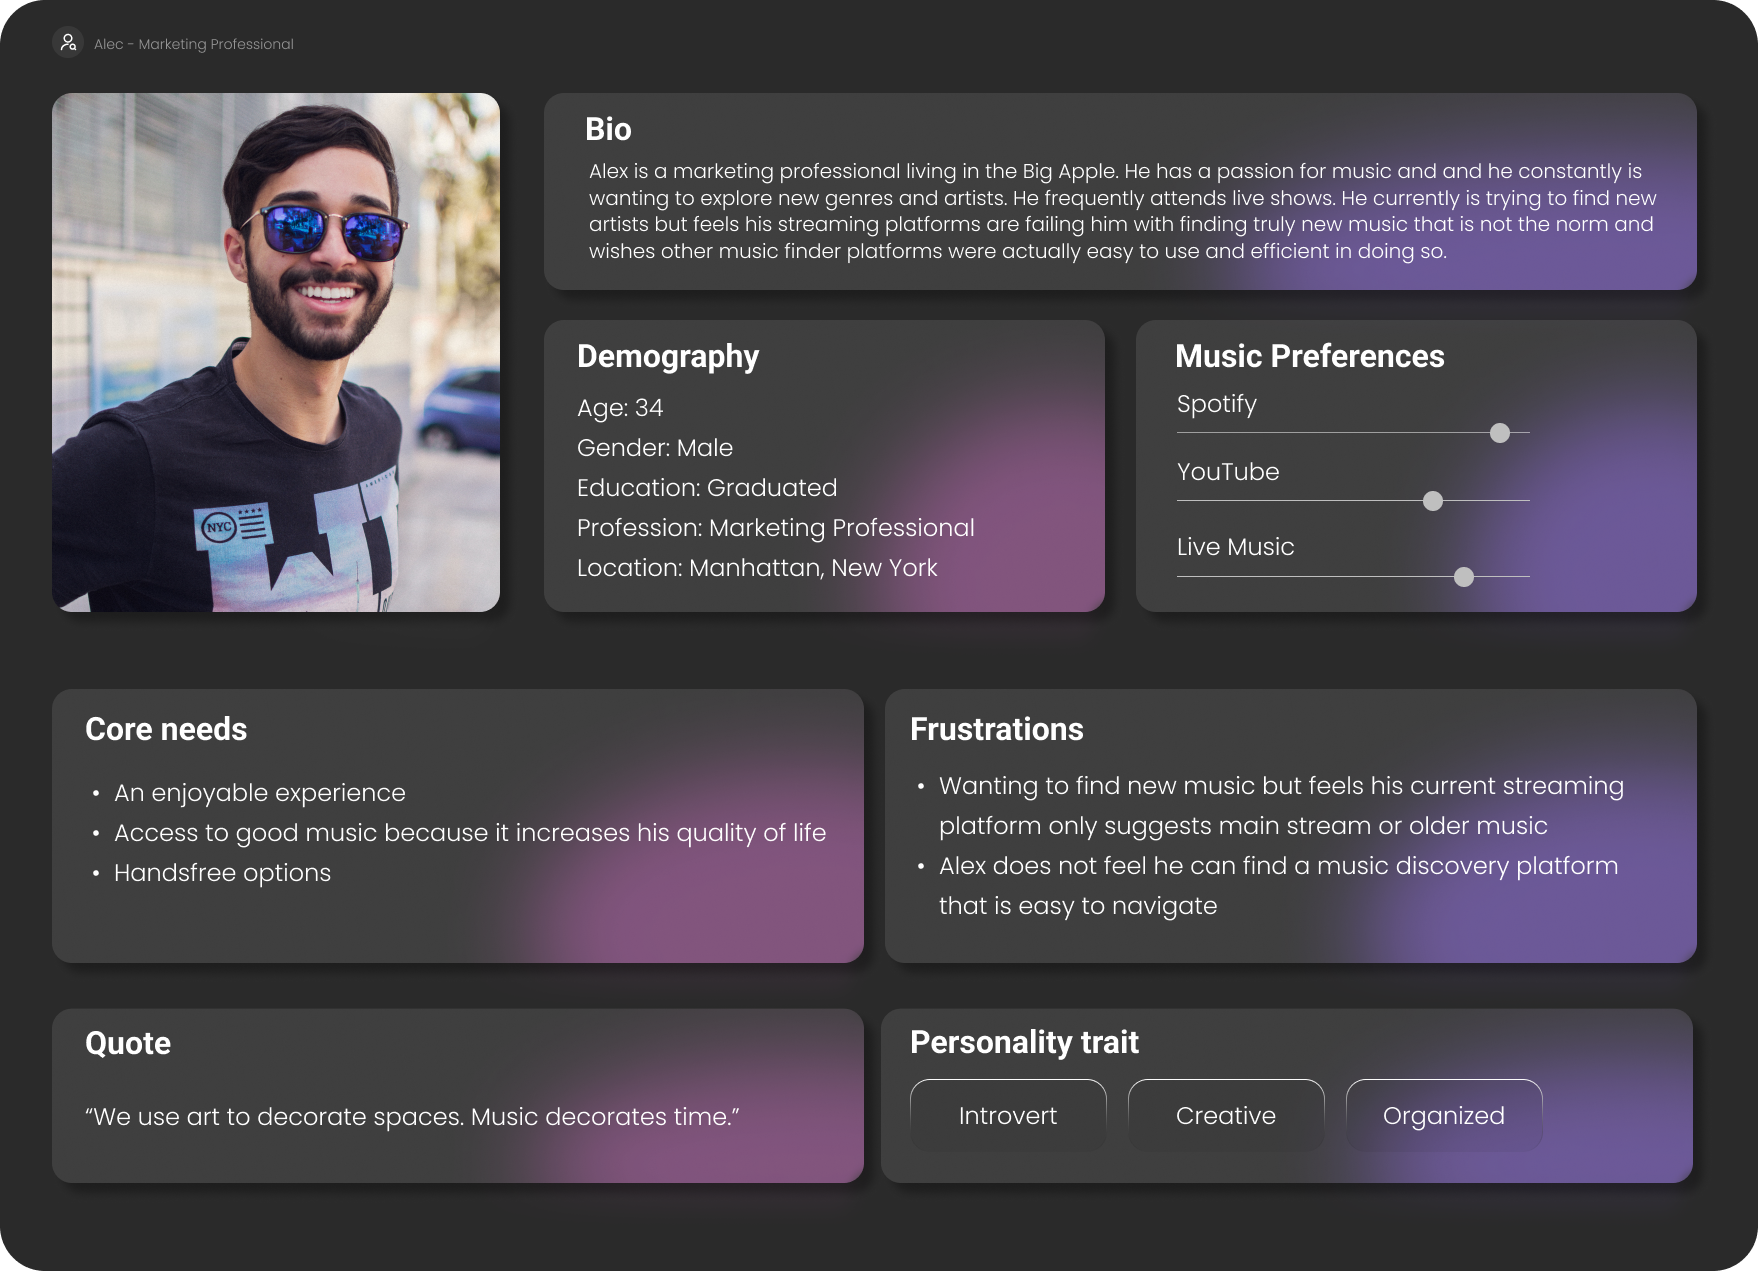 Alec - Marketing Professional
Bio
Alex is a marketing professional living in the Big Apple. He has a passion for music and and he constantly is
wanting to explore new genres and artists. He frequently attends live shows. He currently is trying to find new
artists but feels his streaming platforms are failing him with finding truly new music that is not the norm and
wishes other music finder platforms were actually easy to use and efficient in doing so.
Demography
Age: 34
Gender: Male
Education: Graduated
Profession: Marketing Professional
Location: Manhattan, New York
Music Preferences
Spotify
YouTube
Live Music
NYC
Core needs
• An enjoyable experience
• Access to good music because it increases his quality of life
• Handsfree options
Frustrations
• Wanting to find new music but feels his current streaming
platform only suggests main stream or older music
• Alex does not feel he can find a music discovery platform
that is easy to navigate
Quote
“We use art to decorate spaces. Music decorates time.”
Personality trait
Introvert
Creative
Organized